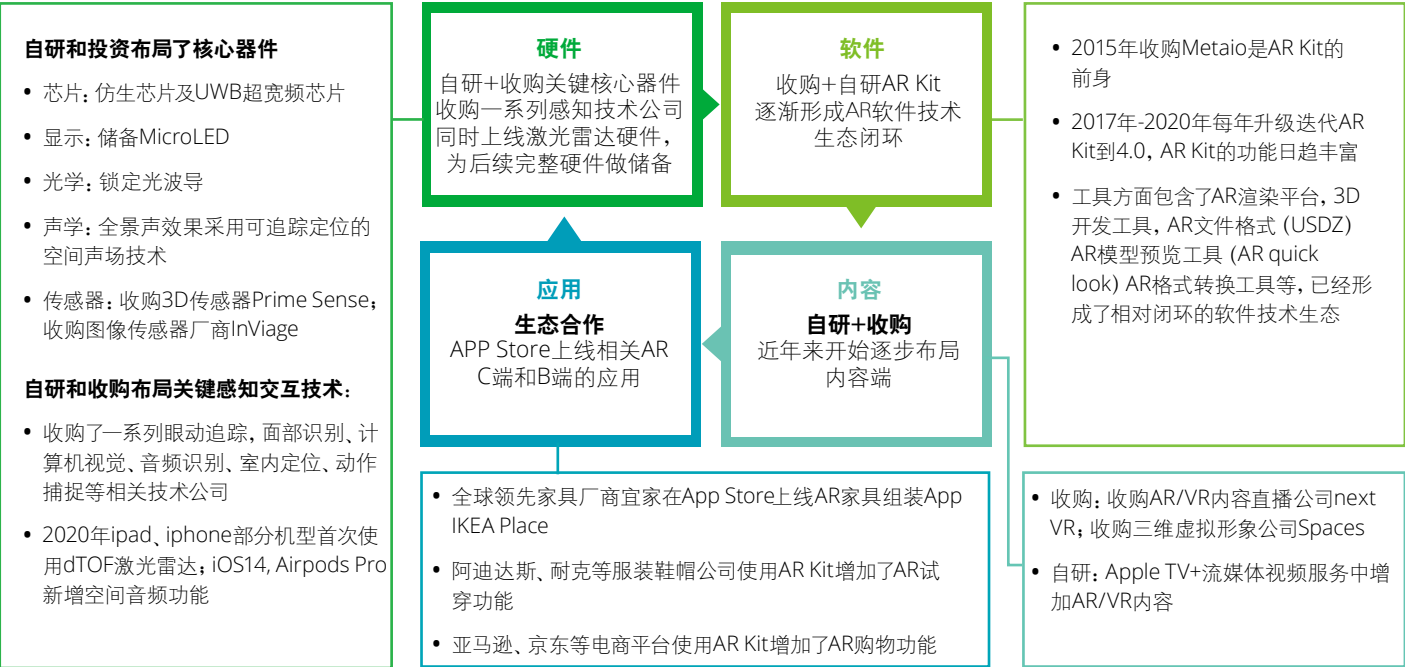 自研和投资布局了核心器件
• 芯片：仿生芯片及UWB超宽频芯片
• 显示：储备MicroLED
• 光学：锁定光波导
• 声学：全景声效果采用可追踪定位的
空间声场技术
• 传感器：收购3D传感器Prime Sense；
收购图像传感器厂商InViage
自研和收购布局关键感知交互技术：
• 收购了一系列眼动追踪，面部识别、计
算机视觉、音频识别、室内定位、动作
捕捉等相关技术公司
• 2020年ipad、iphone部分机型首次使
用dTOF激光雷达；iOS14, Airpods Pro
新增空间音频功能
硬件
自研+收购关键核心器件
收购一系列感知技术公司
同时上线激光雷达硬件，
为后续完整硬件做储备
软件
收购+自研AR Kit
逐渐形成AR软件技术
生态闭环
• 2015年收购Metaio是AR Kit的
前身
• 2017年-2020年每年升级迭代AR
Kit到4.0，AR Kit的功能日趋丰富
• 工具方面包含了AR渲染平台，3D
开发工具，AR文件格式 (USDZ)
AR模型预览工具 (AR quick
look) AR格式转换工具等，已经形
成了相对闭环的软件技术生态
应用
生态合作
APP Store上线相关AR
C端和B端的应用
内容
自研+收购
近年来开始逐步布局
内容端
• 全球领先家具厂商宜家在App Store上线AR家具组装App
IKEA Place
• 阿迪达斯、耐克等服装鞋帽公司使用AR Kit增加了AR试
穿功能
• 亚马逊、京东等电商平台使用AR Kit增加了AR购物功能
• 收购：收购AR/VR内容直播公司next
VR；收购三维虚拟形象公司Spaces
• 自研：Apple TV+流媒体视频服务中增
加AR/VR内容